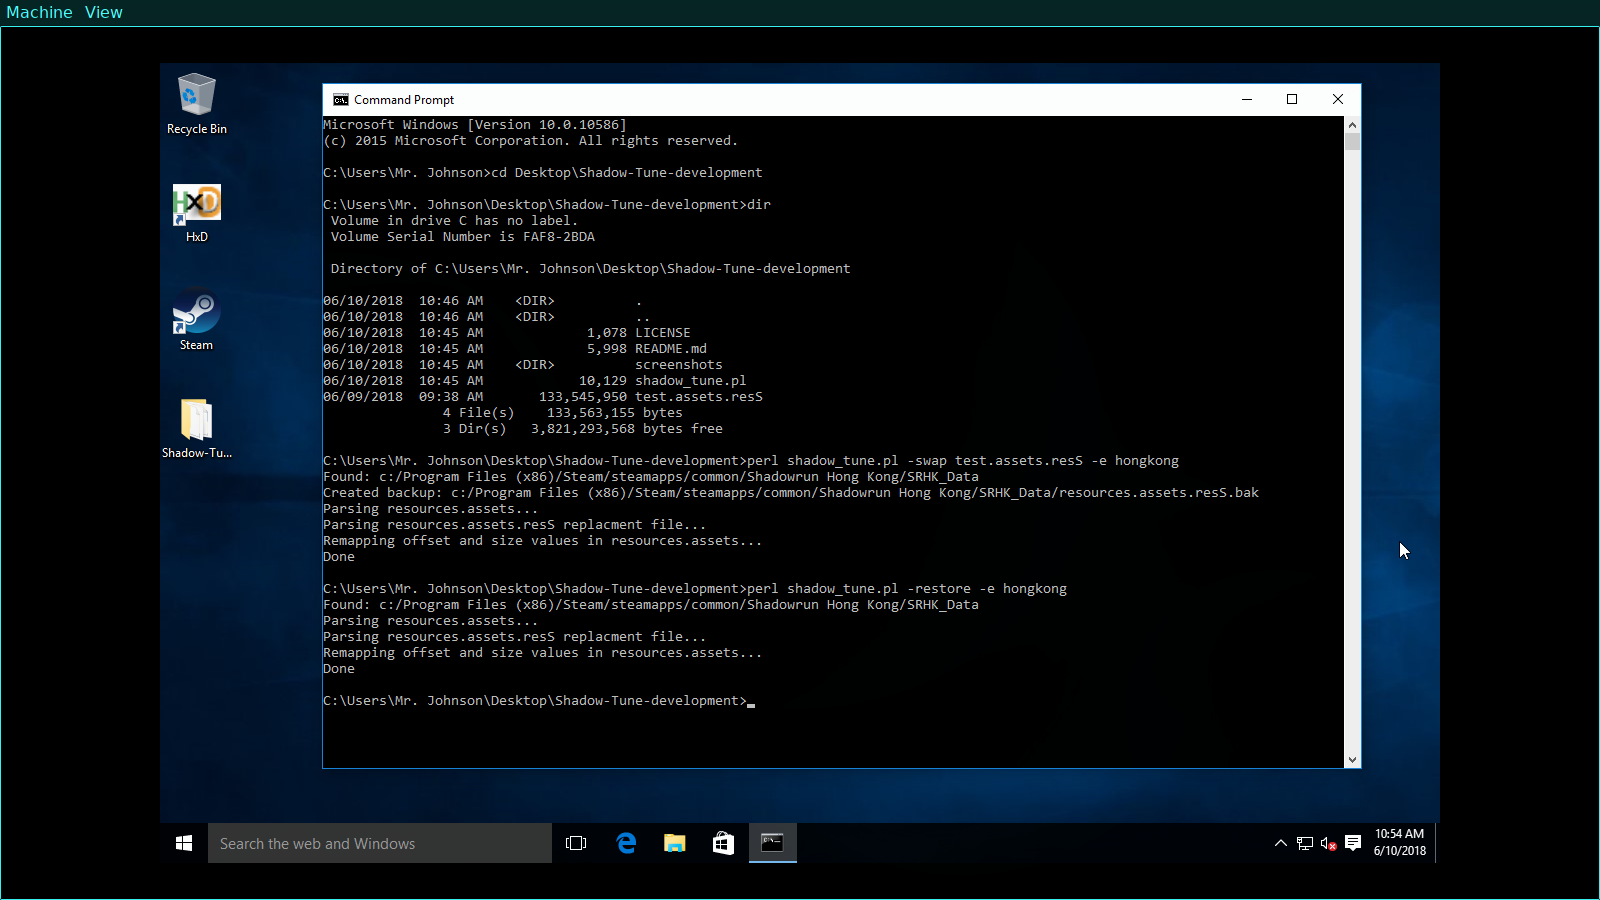 Machine View
Recycle Bin
HxD
HxD
Steam
Shadow-Tu...
Command Prompt
Microsoft Windows [Version 10.0.10586]
(c) 2015 Microsoft Corporation. All rights reserved.
C:\Users\Mr. Johnson>cd Desktop\Shadow-Tune-development
C:\Users\Mr. Johnson\Desktop\Shadow-Tune-development>dir
Volume in drive C has no label.
Volume Serial Number is FAF8-2BDA
Directory of C:\Users\Mr. Johnson\Desktop\Shadow-Tune-development
06/10/2018  10:46 AM    <DIR>          .
06/10/2018  10:46 AM    <DIR>          ..
06/10/2018  10:45 AM             1,078 LICENSE
06/10/2018  10:45 AM             5,998 README.md
06/10/2018  10:45 AM    <DIR>          screenshots
06/10/2018  10:45 AM            10,129 shadow_tune.pl
06/09/2018  09:38 AM       133,545,950 test.assets.resS
4 File(s)    133,563,155 bytes
3 Dir(s)   3,821,293,568 bytes free
C:\Users\Mr. Johnson\Desktop\Shadow-Tune-development>perl shadow_tune.pl -swap test.assets.resS -e hongkong
Found: c:/Program Files (x86)/Steam/steamapps/common/Shadowrun Hong Kong/SRHK_Data
Created backup: c:/Program Files (x86)/Steam/steamapps/common/Shadowrun Hong Kong/SRHK_Data/resources.assets.resS.bak
Parsing resources.assets...
Parsing resources.assets.resS replacment file...
Remapping offset and size values in resources.assets...
Done
C:\Users\Mr. Johnson\Desktop\Shadow-Tune-development>perl shadow_tune.pl -restore -e hongkong
Found: c:/Program Files (x86)/Steam/steamapps/common/Shadowrun Hong Kong/SRHK_Data
Parsing resources.assets...
Parsing resources.assets.resS replacment file...
Remapping offset and size values in resources.assets...
Done
C:\Users\Mr. Johnson\Desktop\Shadow-Tune-development>
Search the web and Windows
10:54 AM
6/10/2018